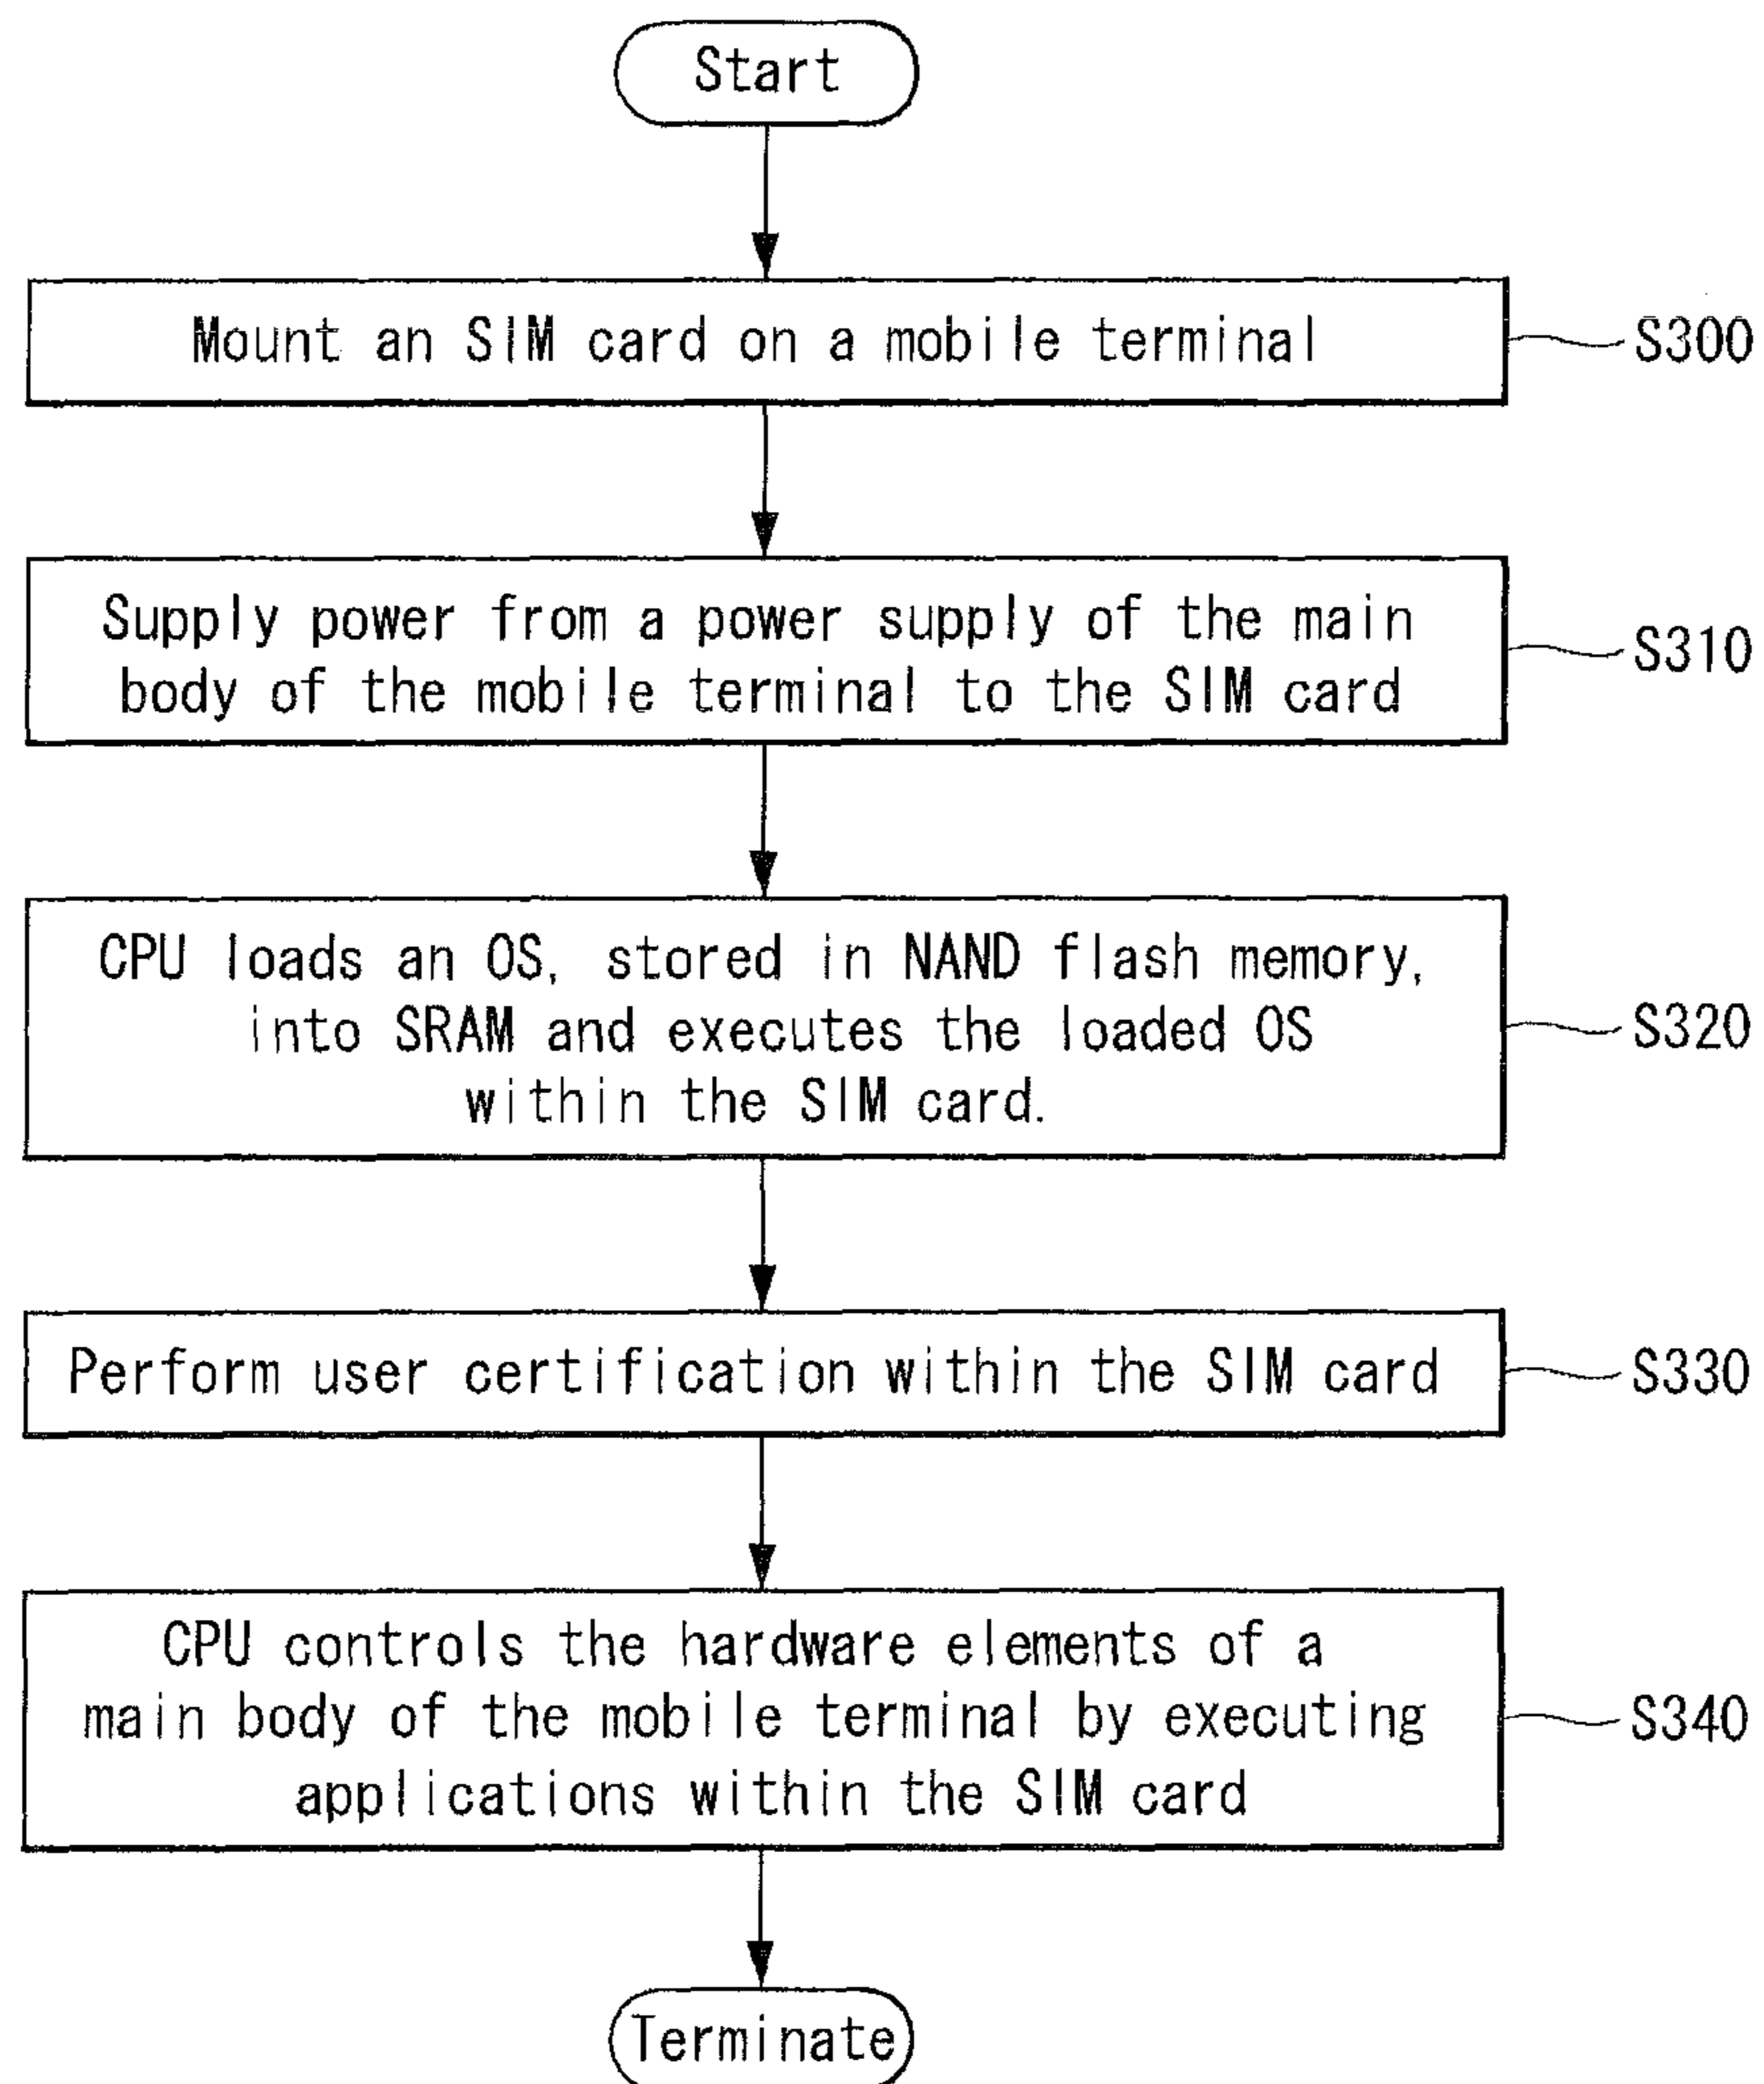 Start
Mount an SIM card on a mobile terminal
S300
Supply power from a power supply of the main
body of the mobile terminal to the SIM card
S310
CPU loads an OS, stored in NAND flash memory,
into SRAM and executes the loaded OS
within the SIM card.
S320
Perform user certification within the SIM card
S330
CPU controls the hardware elements of a
main body of the mobile terminal by executing
applications within the SIM card
S340
Terminate